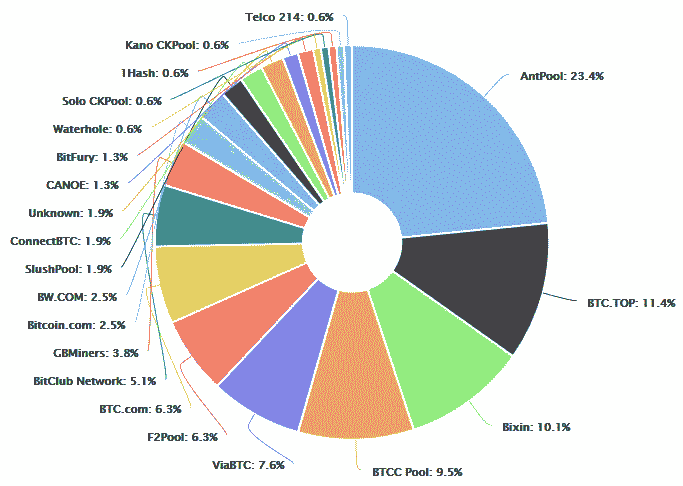 Telco 214: 0.6%
Kano CKPool: 0.6%
1Hash: 0.6%
Solo CKPool: 0.6%
Waterhole: 0.6%
BitFury: 1.3%
CANOE: 1.3%
Unknown: 1.9%
ConnectBTC: 1.9%
SlushPool: 1.9%
BW.COM: 2.5%
Bitcoin.com: 2.5%
GBMiners: 3.8%
BitClub Network: 5.1%
BTC.com: 6.3%
F2Pool: 6.3%
ViaBTC: 7.6%
BTCC Pool: 9.5%
Bixin: 10.1%
BTC.TOP: 11.4%
AntPool: 23.4%